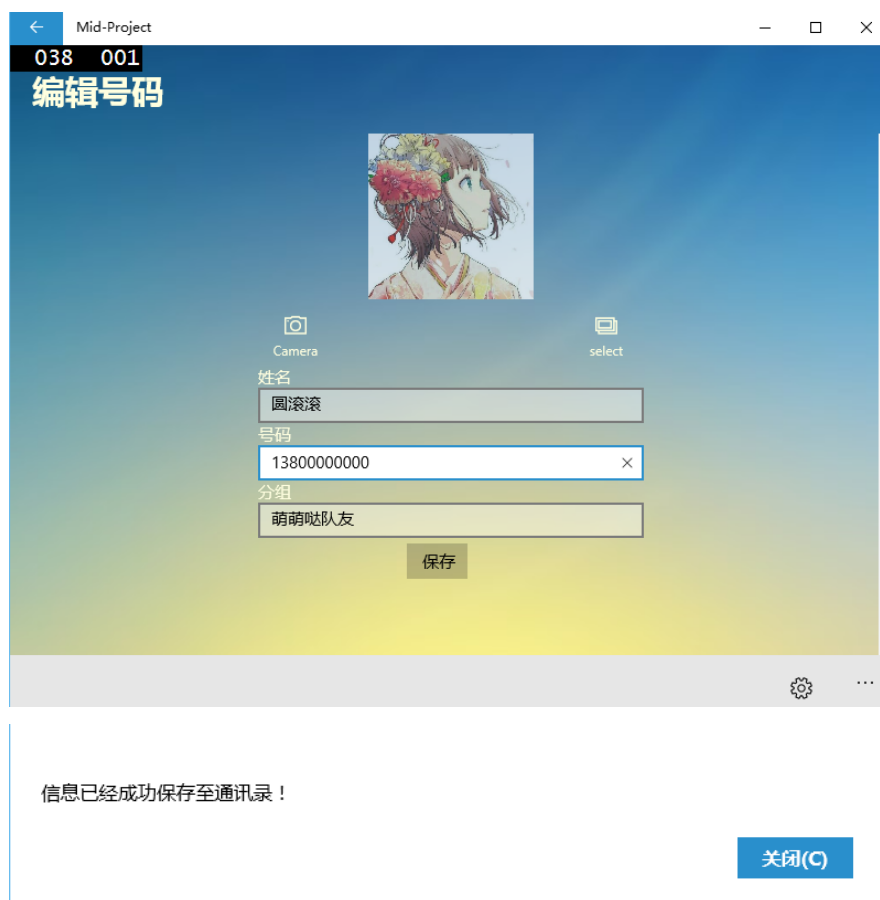 Mid-Project
038 001
编辑号码
Camera
select
姓名
圆滚滚
号码
13800000000
分组
萌萌哒队友
保存
信息已经成功保存至通讯录！
关闭(C)